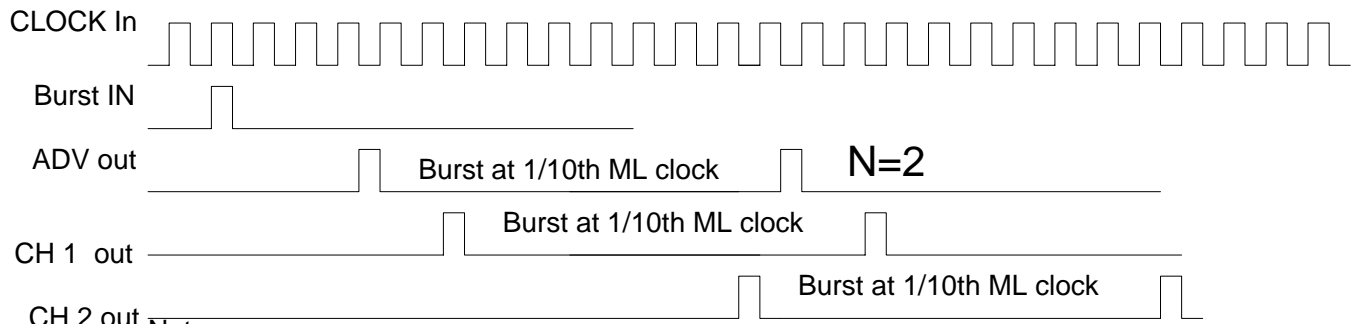 CLOCK In
Burst IN
ADV out
Burst at 1/10th ML clock
N=2
Burst at 1/10th ML clock
CH 1 out
Burst at 1/10th ML clock
CH 2 out